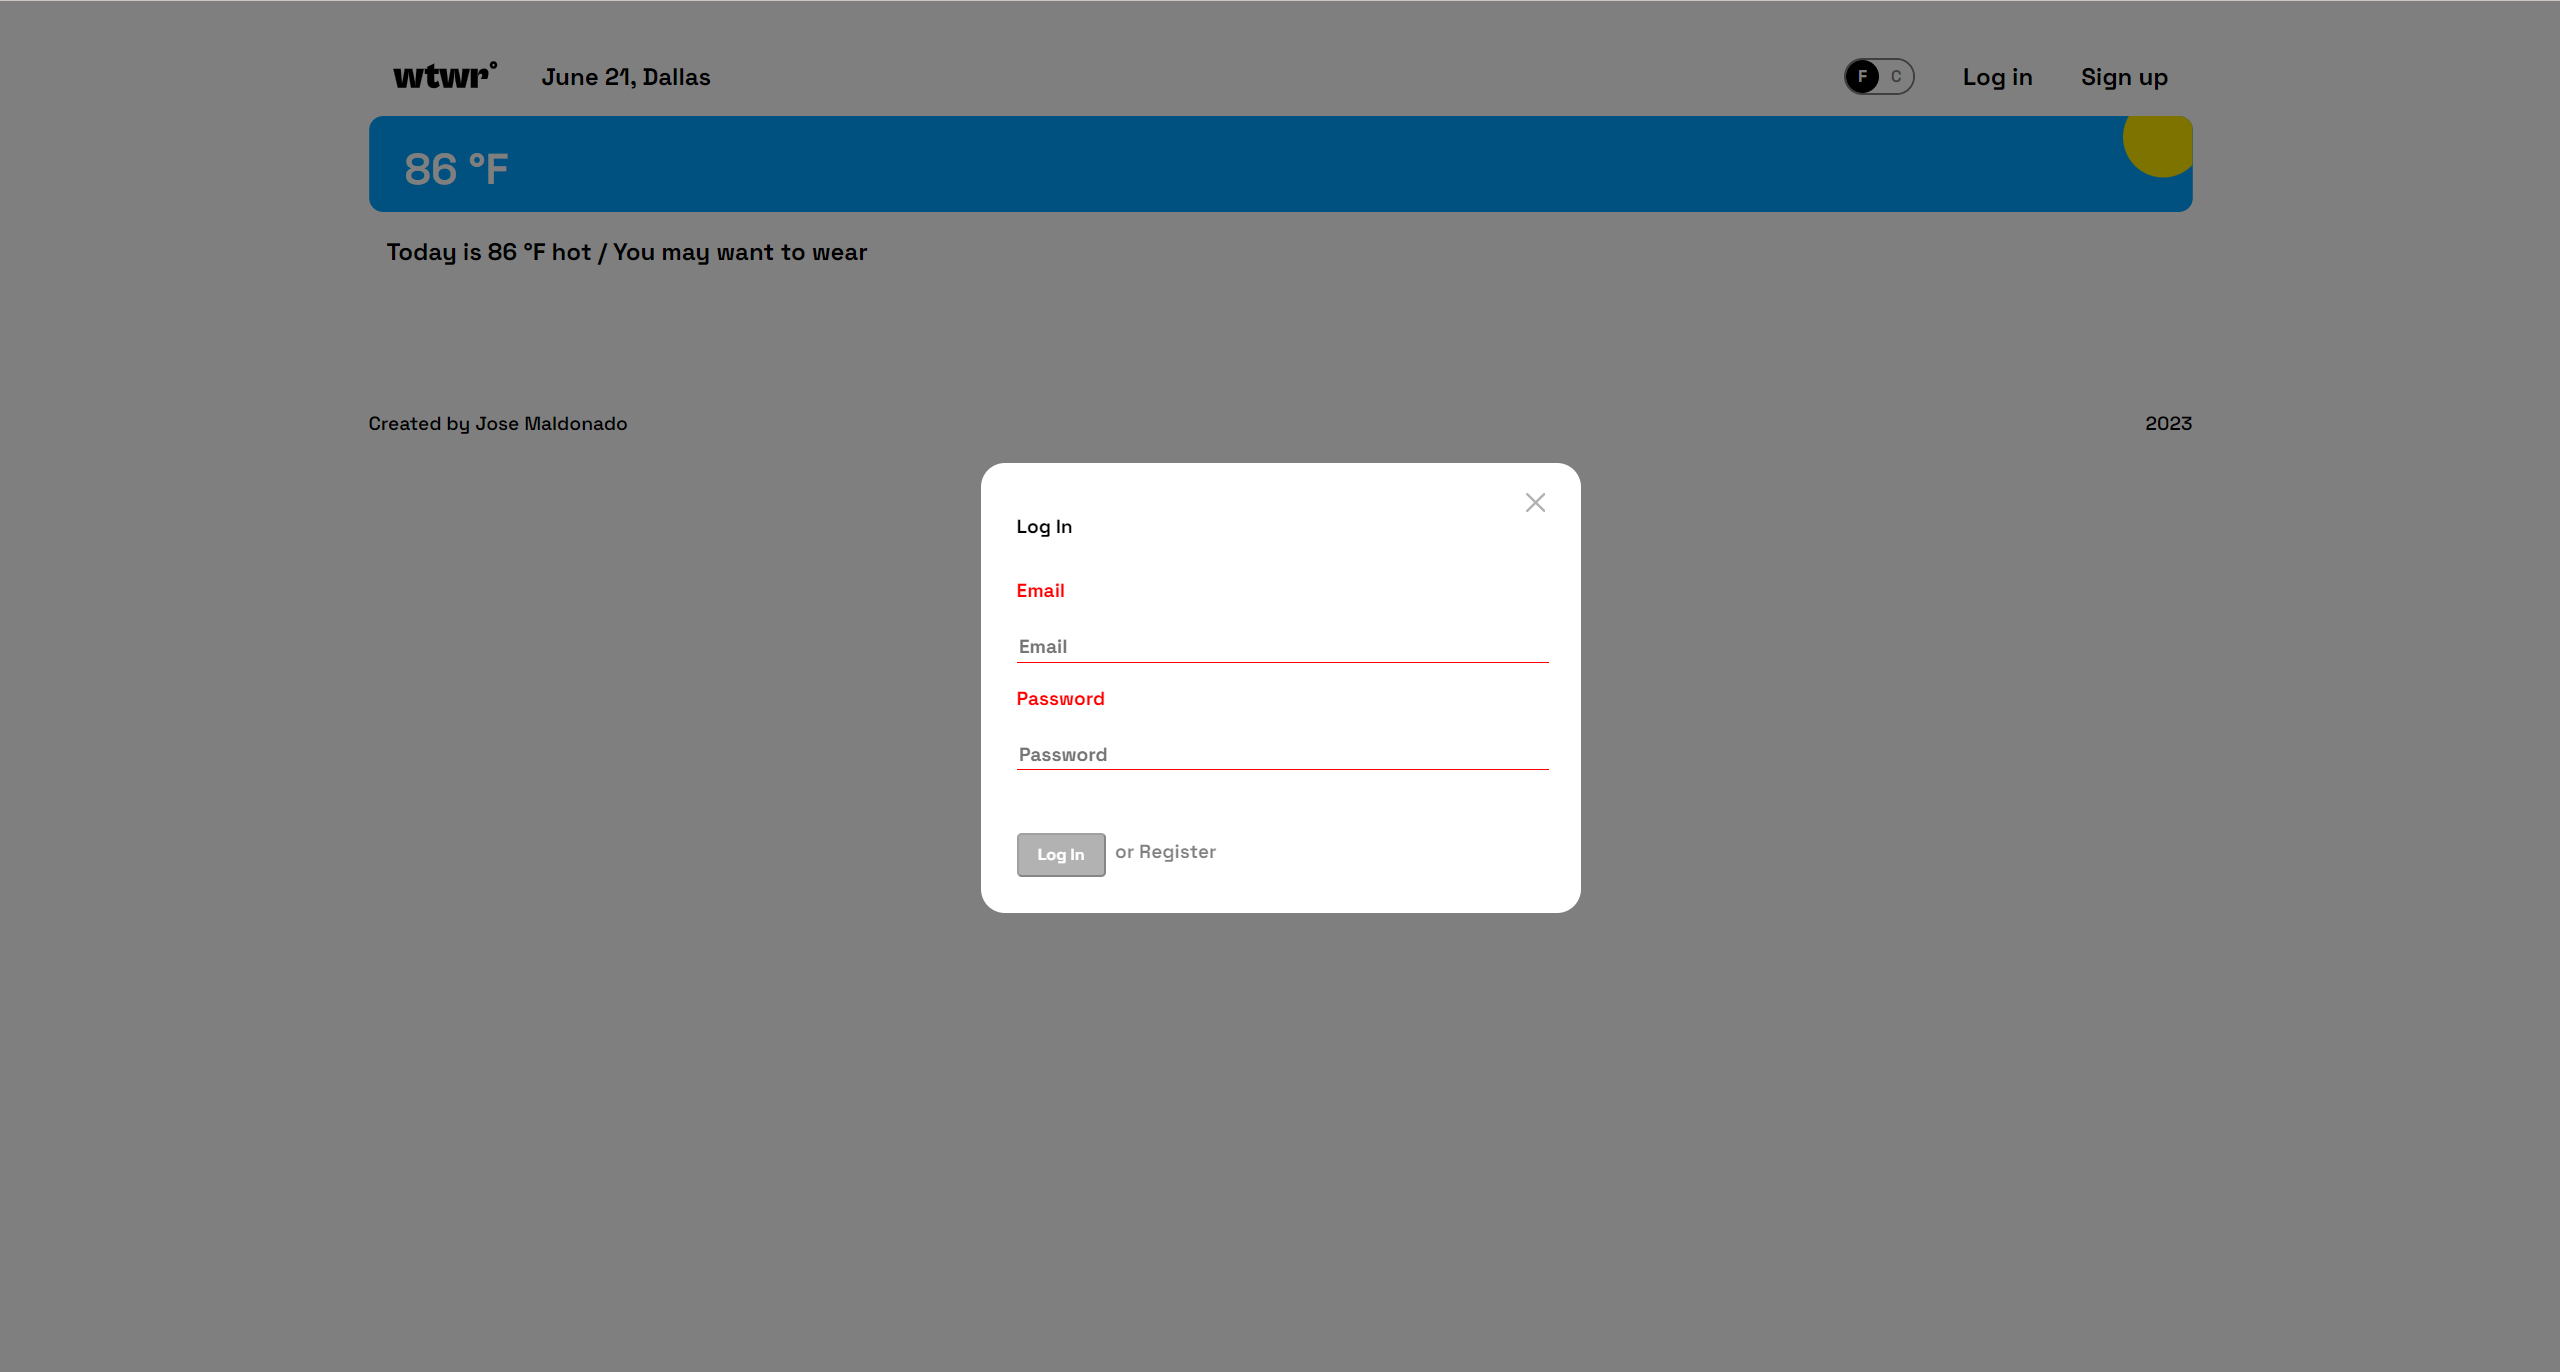 wtwr°
June 21, Dallas
F C
Log in
Sign up
86 °F
Today is 86 °F hot / You may want to wear
Created by Jose Maldonado
2023
Log In
Email
Email
Password
Password
Log In
or Register